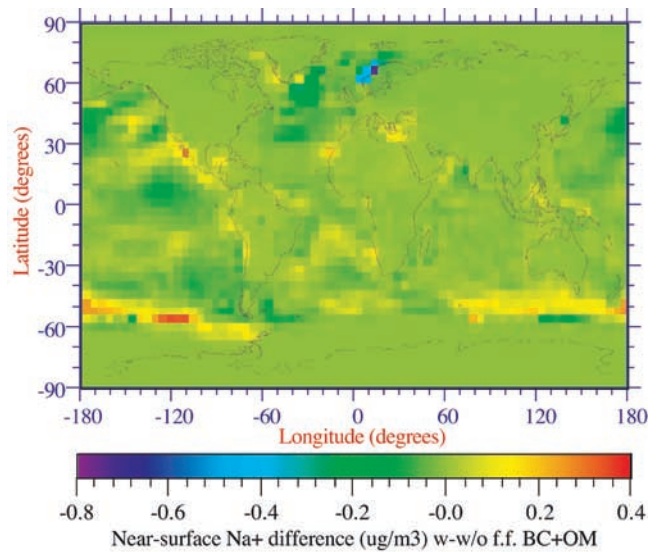 90
60
30
0
-30
-60
-90
Latitude (degrees)
-180 -120 -60 0 60 120 180
Longitude (degrees)
-0.8 -0.6 -0.4 -0.2 -0.0 0.2 0.4
Near-surface Na+ difference (ug/m3) w-w/o f.f. BC+OM